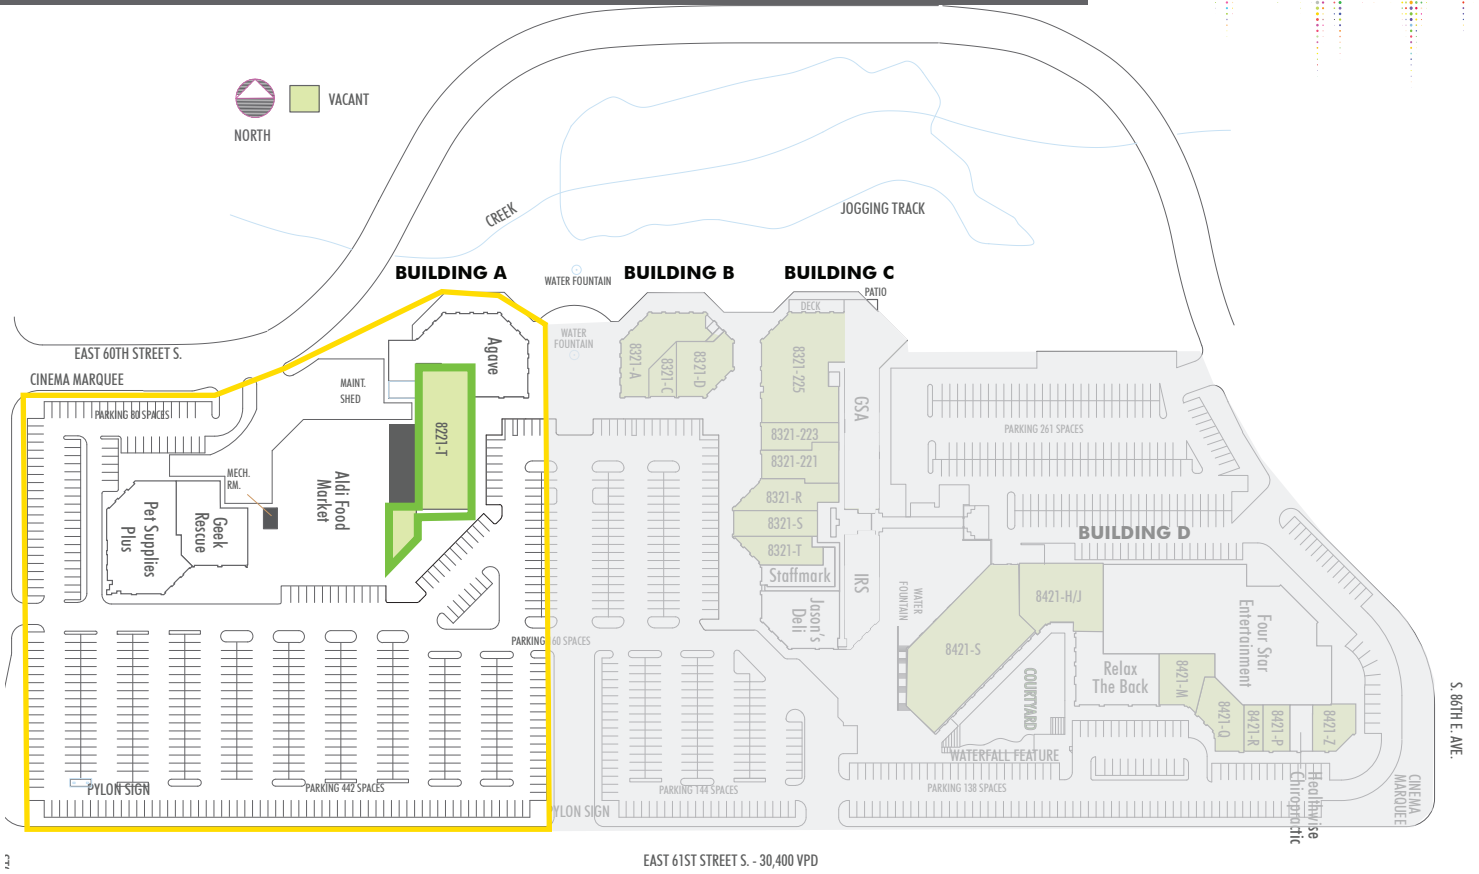 VACANT
NORTH
CREEK
JOGGING TRACK
BUILDING A
WATER FOUNTAIN
BUILDING B
BUILDING C
PATIO
DECK
EAST 60TH STREET S.
CINEMA MARQUEE
PARKING 80 SPACES
MAINT.
SHED
Agave
WATER
FOUNTAIN
8321-A
8321-C
8321-D
8321-225
GSA
8221-T
8321-223
8321-221
8321-R
8321-S
8321-T
Staffmark
Jason's
Deli
IRS
MECH.
RM.
Aldi Food
Market
Geek
Rescue
Pet Supplies
Plus
PARKING 261 SPACES
BUILDING D
WATER
FOUNTAIN
8421-H/J
8421-S
COURTYARD
Relax
The Back
Four Star
Entertainment
8421-M
8421-Q
8421-R
8421-P
8421-Z
WATERFALL FEATURE
PARKING 160 SPACES
PYLON SIGN
PARKING 442 SPACES
PYLON SIGN
PARKING 144 SPACES
PARKING 138 SPACES
Healthwise
Chiropractic
CINEMA
MARQUEE
S. 86TH E. AVE.
EAST 61ST STREET S. - 30,400 VPD